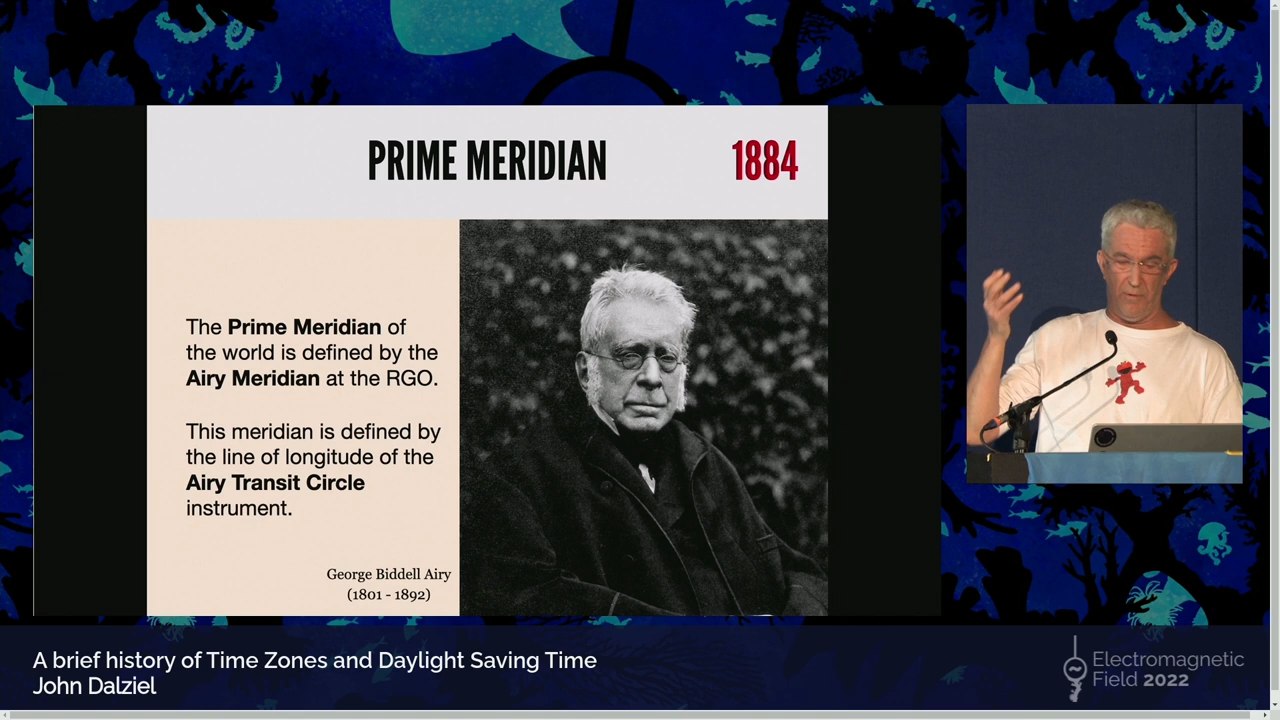 PRIME MERIDIAN
1884
The Prime Meridian of
the world is defined by the
Airy Meridian at the RGO.
This meridian is defined by
the line of longitude of the
Airy Transit Circle
instrument.
George Biddell Airy
(1801 - 1892)
A brief history of Time Zones and Daylight Saving Time
John Dalziel
Electromagnetic
Field 2022